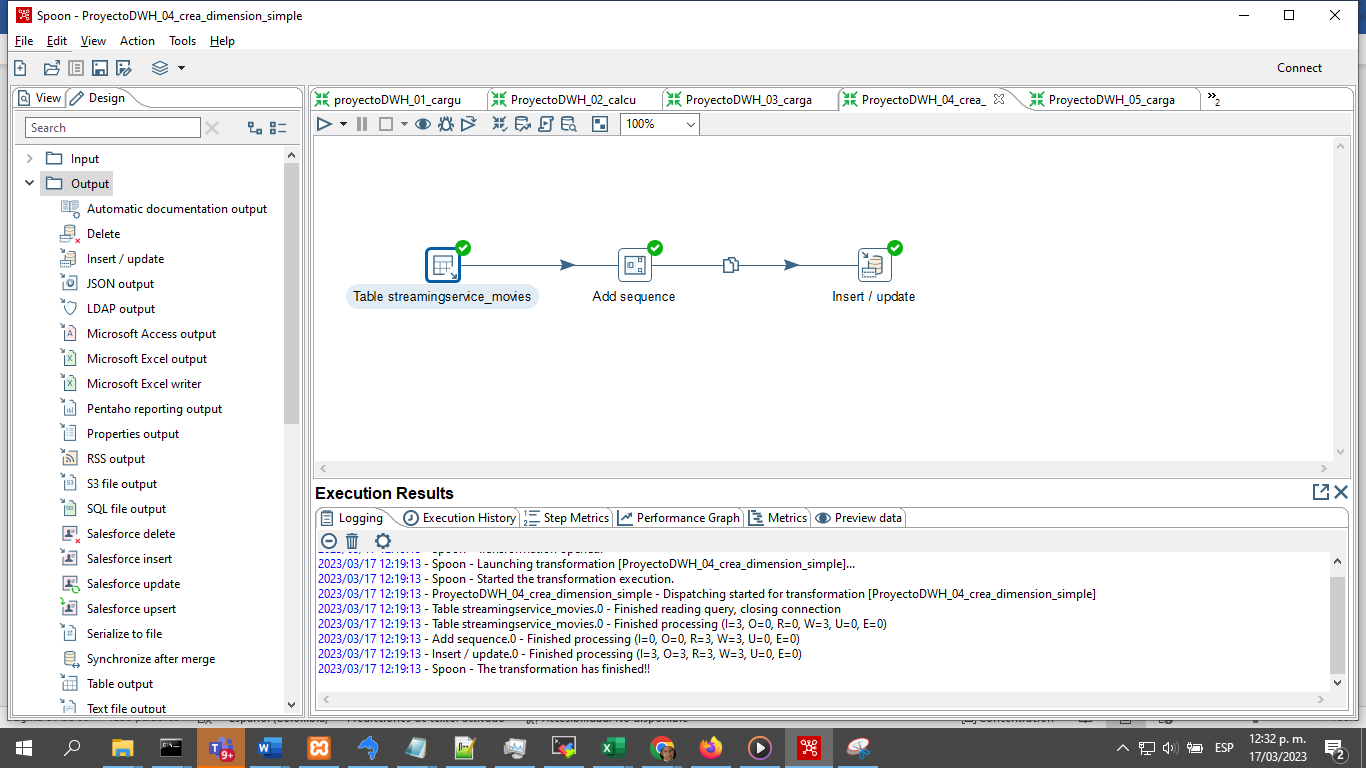 Spoon - ProyectoDWH_04_crea_dimension_simple
File Edit View Action Tools Help
Connect
View Design
proyectoDWH_01_cargu ProyectoDWH_02_calcu ProyectoDWH_03_carga ProyectoDWH_04_crea_ ProyectoDWH_05_carga »2
Search
100%
Input
Output
Automatic documentation output
Delete
Insert / update
JSON output
LDAP output
Microsoft Access output
Microsoft Excel output
Microsoft Excel writer
Pentaho reporting output
Properties output
RSS output
S3 file output
SQL file output
Salesforce delete
Salesforce insert
Salesforce update
Salesforce upsert
Serialize to file
Synchronize after merge
Table output
Text file output
Table streamingservice_movies Add sequence Insert / update
Execution Results
Logging Execution History Step Metrics Performance Graph Metrics Preview data
2023/03/17 12:19:13 - Spoon - Transformation opened.
2023/03/17 12:19:13 - Spoon - Launching transformation [ProyectoDWH_04_crea_dimension_simple]...
2023/03/17 12:19:13 - Spoon - Started the transformation execution.
2023/03/17 12:19:13 - ProyectoDWH_04_crea_dimension_simple - Dispatching started for transformation [ProyectoDWH_04_crea_dimension_simple]
2023/03/17 12:19:13 - Table streamingservice_movies.0 - Finished reading query, closing connection
2023/03/17 12:19:13 - Table streamingservice_movies.0 - Finished processing (I=3, O=0, R=0, W=3, U=0, E=0)
2023/03/17 12:19:13 - Add sequence.0 - Finished processing (I=0, O=0, R=3, W=3, U=0, E=0)
2023/03/17 12:19:13 - Insert / update.0 - Finished processing (I=3, O=3, R=3, W=3, U=0, E=0)
2023/03/17 12:19:13 - Spoon - The transformation has finished!!
9+
ESP
12:32 p. m.
17/03/2023
2